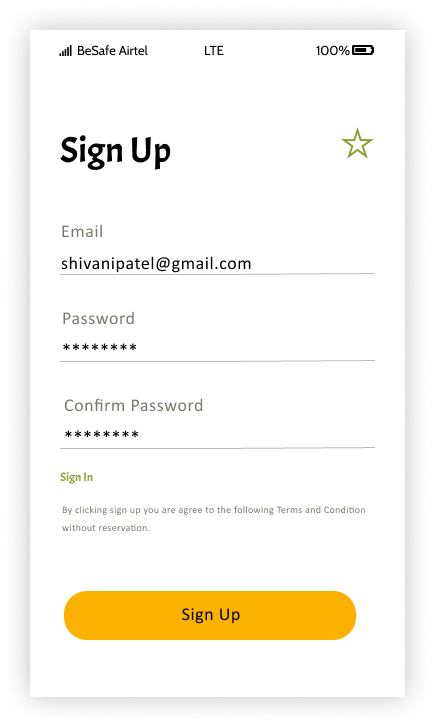 BeSafe Airtel LTE 100%
Sign Up
Email
shivanipatel@gmail.com
Password
********
Confirm Password
********
Sign In
By clicking sign up you are agree to the following Terms and Condition
without reservation.
Sign Up